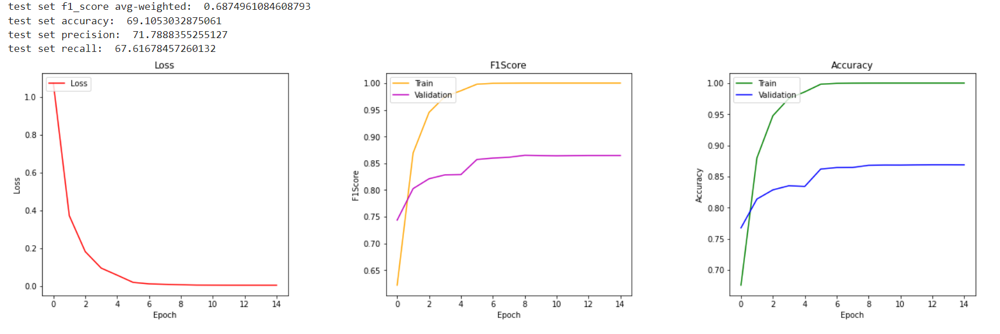 test set f1_score avg-weighted:  0.6874961084608793
test set accuracy:  69.1053032875061
test set precision:  71.7888355255127
test set recall:  67.61678457260132
Loss
Loss
1.0
0.8
0.6
0.4
0.2
0.0
Loss
0 2 4 6 8 10 12 14
Epoch
F1Score
Train
Validation
1.00
0.95
0.90
0.85
0.80
0.75
0.70
0.65
F1Score
0 2 4 6 8 10 12 14
Epoch
Accuracy
Train
Validation
1.00
0.95
0.90
0.85
0.80
0.75
0.70
Accuracy
0 2 4 6 8 10 12 14
Epoch